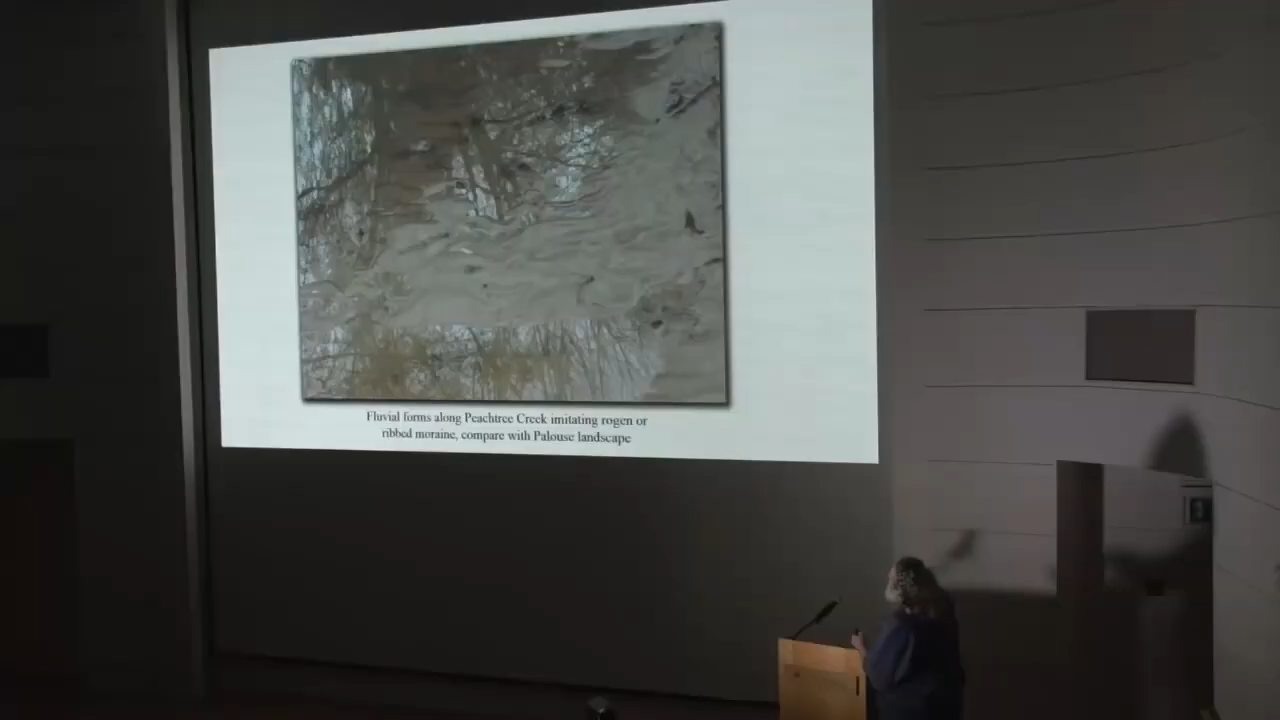 Fluvial forms along Peachtree Creek imitating rogen or
ribbed moraine, compare with Palouse landscape